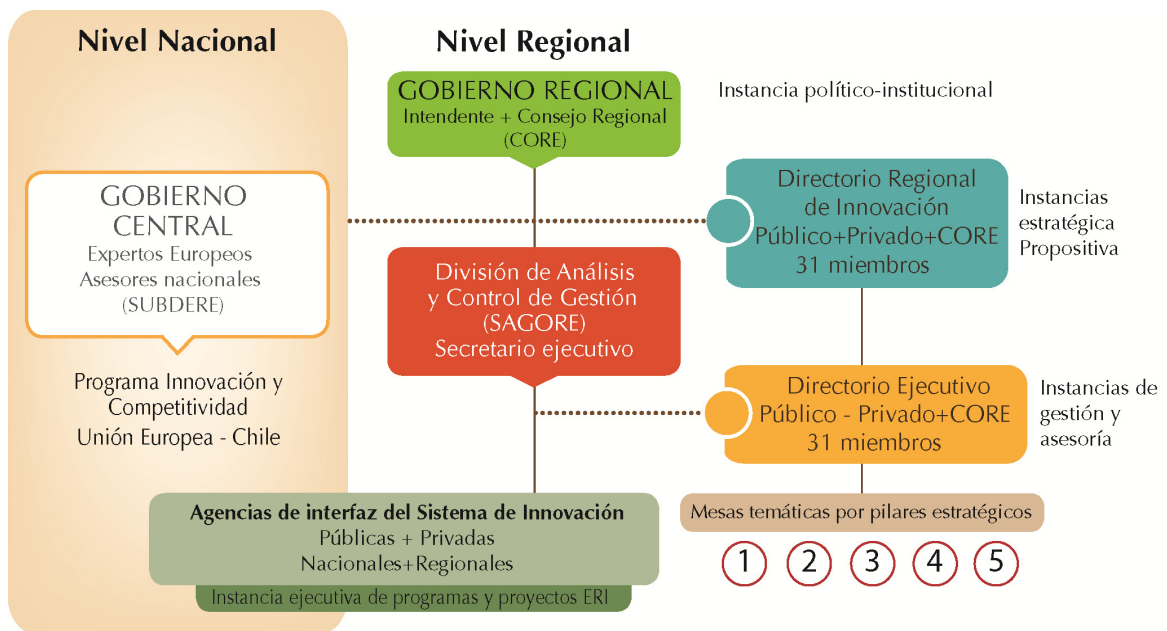 Nivel Nacional
GOBIERNO
CENTRAL
Expertos Europeos
Asesores nacionales
(SUBDERE)
Programa Innovación y
Competitividad
Unión Europea - Chile
Nivel Regional
GOBIERNO REGIONAL
Intendente + Consejo Regional
(CORE)
Instancia político-institucional
Directorio Regional
de Innovación
Público+Privado+CORE
31 miembros
Instancias
estratégica
Propositiva
División de Análisis
y Control de Gestión
(SAGORE)
Secretario ejecutivo
Directorio Ejecutivo
Público - Privado+CORE
31 miembros
Instancias de
gestión y
asesoría
Agencias de interfaz del Sistema de Innovación
Públicas + Privadas
Nacionales+Regionales
Instancia ejecutiva de programas y proyectos ERI
Mesas temáticas por pilares estratégicos
1 2 3 4 5